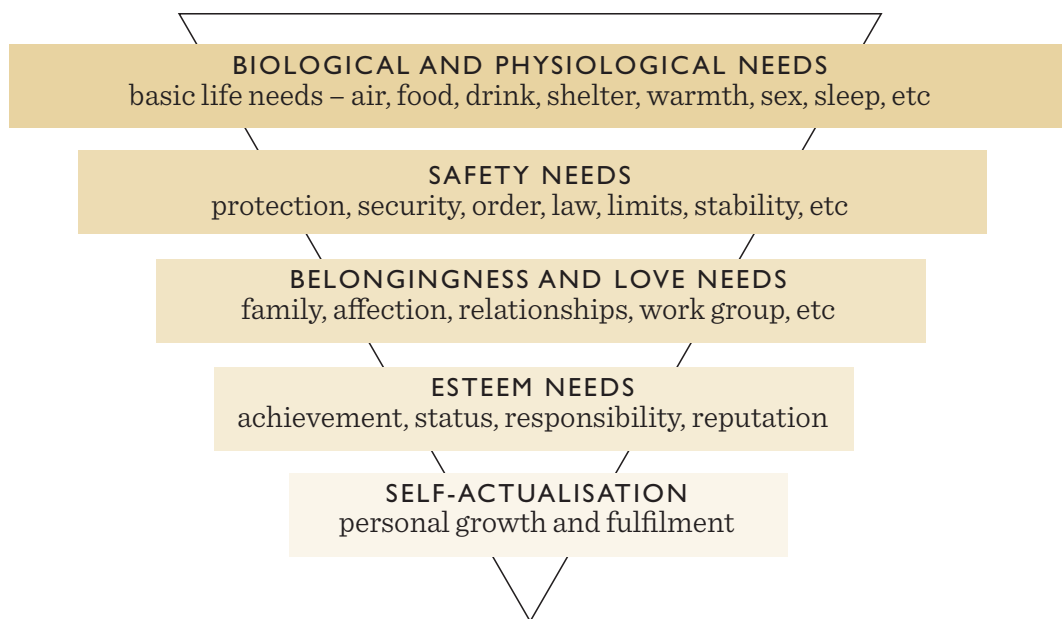 BIOLOGICAL AND PHYSIOLOGICAL NEEDS
basic life needs – air, food, drink, shelter, warmth, sex, sleep, etc
SAFETY NEEDS
protection, security, order, law, limits, stability, etc
BELONGINGNESS AND LOVE NEEDS
family, affection, relationships, work group, etc
ESTEEM NEEDS
achievement, status, responsibility, reputation
SELF-ACTUALISATION
personal growth and fulfilment